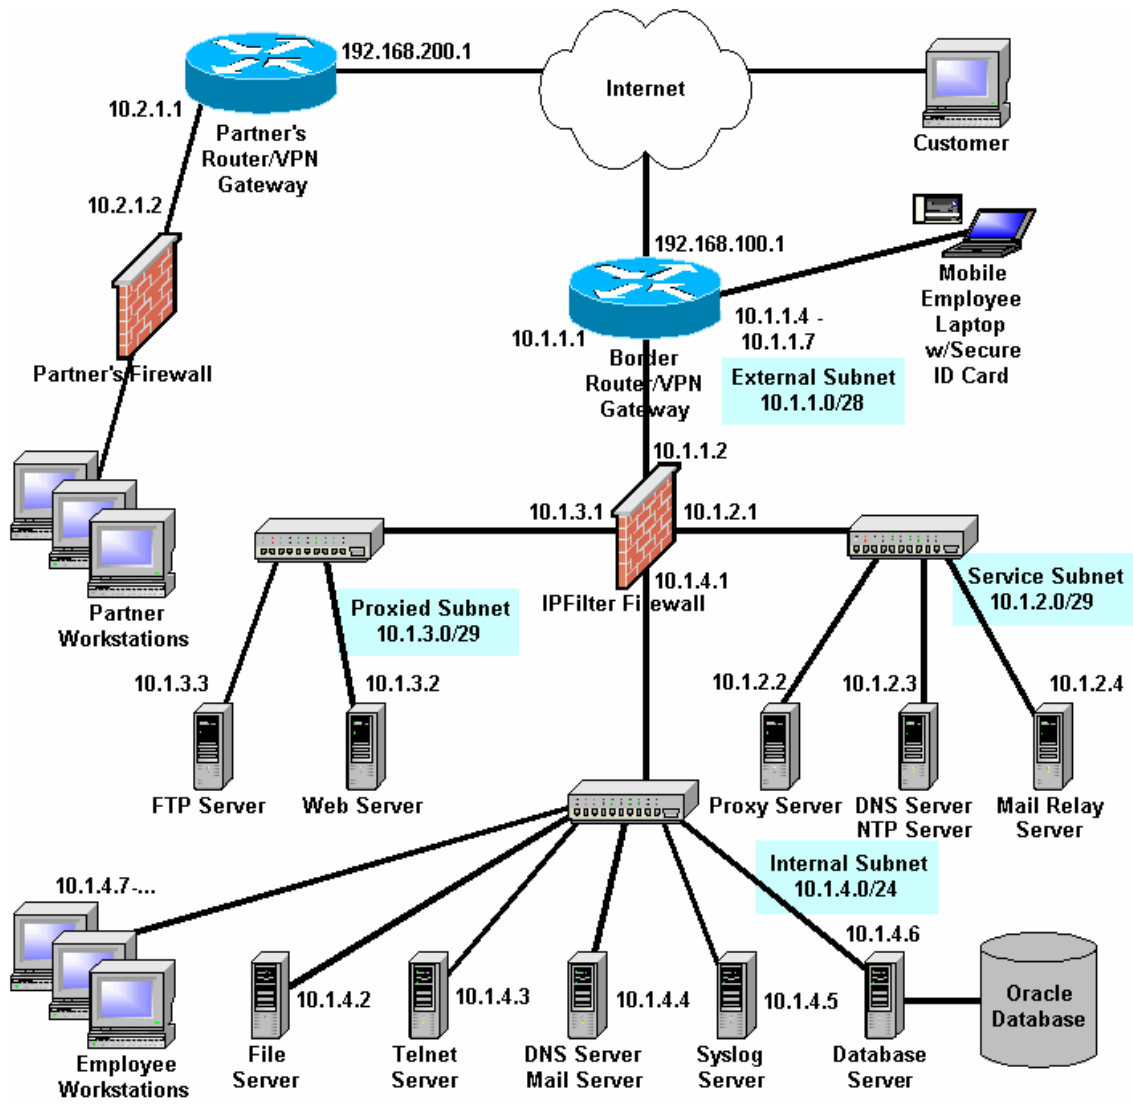 192.168.200.1
Internet
10.2.1.1
Partner's
Router/VPN
Gateway
Customer
10.2.1.2
192.168.100.1
Mobile
Employee
Laptop
w/Secure
ID Card
10.1.1.4 -
10.1.1.7
10.1.1.1
Border
Router/VPN
Gateway
Partner's Firewall
External Subnet
10.1.1.0/28
10.1.1.2
10.1.3.1
10.1.2.1
10.1.4.1
IPFilter Firewall
Service Subnet
10.1.2.0/29
Proxied Subnet
10.1.3.0/29
Partner
Workstations
10.1.3.3
10.1.3.2
10.1.2.2
10.1.2.3
10.1.2.4
FTP Server
Web Server
Proxy Server
DNS Server
NTP Server
Mail Relay
Server
Internal Subnet
10.1.4.0/24
10.1.4.7-...
10.1.4.6
10.1.4.2
10.1.4.3
10.1.4.4
10.1.4.5
Oracle
Database
Employee
Workstations
File
Server
Telnet
Server
DNS Server
Mail Server
Syslog
Server
Database
Server